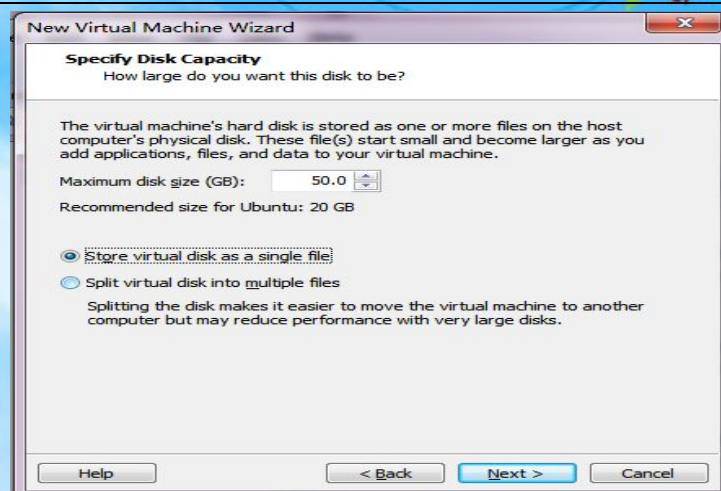 New Virtual Machine Wizard
Specify Disk Capacity
How large do you want this disk to be?
The virtual machine's hard disk is stored as one or more files on the host
computer's physical disk. These file(s) start small and become larger as you
add applications, files, and data to your virtual machine.
Maximum disk size (GB): 50.0
Recommended size for Ubuntu: 20 GB
Store virtual disk as a single file
Split virtual disk into multiple files
Splitting the disk makes it easier to move the virtual machine to another
computer but may reduce performance with very large disks.
Help < Back Next > Cancel